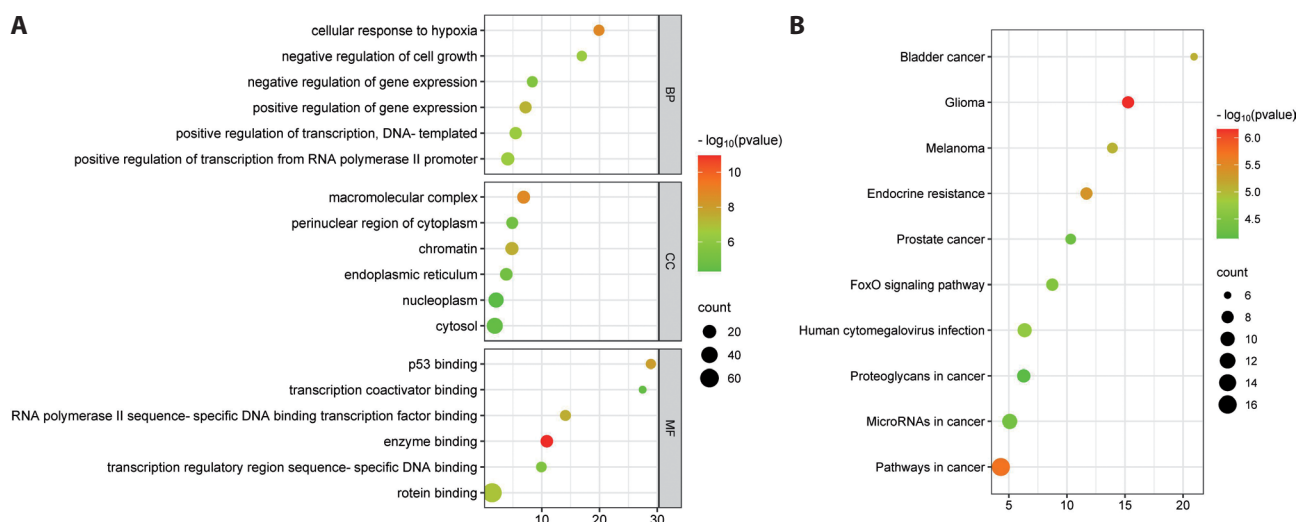 A
cellular response to hypoxia
negative regulation of cell growth
negative regulation of gene expression
positive regulation of gene expression
positive regulation of transcription, DNA- templated
positive regulation of transcription from RNA polymerase II promoter
BP
macromolecular complex
perinuclear region of cytoplasm
chromatin
endoplasmic reticulum
nucleoplasm
cytosol
CC
p53 binding
transcription coactivator binding
RNA polymerase II sequence- specific DNA binding transcription factor binding
enzyme binding
transcription regulatory region sequence- specific DNA binding
rotein binding
MF
10 20 30
- log10(pvalue)
10
8
6
count
20
40
60
B
Bladder cancer
Glioma
Melanoma
Endocrine resistance
Prostate cancer
FoxO signaling pathway
Human cytomegalovirus infection
Proteoglycans in cancer
MicroRNAs in cancer
Pathways in cancer
5 10 15 20
- log10(pvalue)
6.0
5.5
5.0
4.5
count
6
8
10
12
14
16